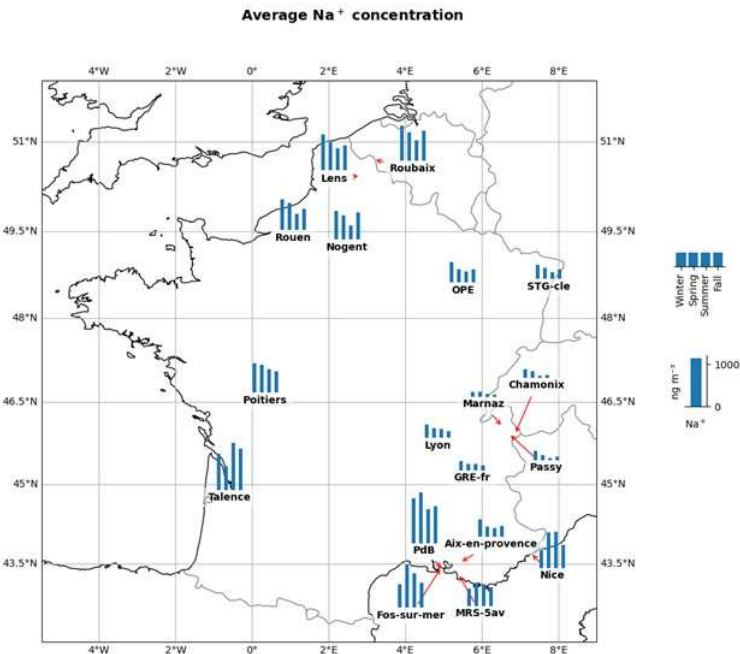 Average Na⁺ concentration
4°W 2°W 0° 2°E 4°E 6°E 8°E
51°N 51°N
Roubaix
Lens
49.5°N 49.5°N
Rouen
Nogent
STG-cle
OPE
Winter
Spring
Summer
Fall
48°N 48°N
1000
ng m⁻³
0
Na⁺
Chamonix
Poitiers
46.5°N 46.5°N
Marnaz
Lyon
Passy
GRE-fr
45°N 45°N
Talence
Aix-en-provence
PdB
43.5°N 43.5°N
Nice
Fos-sur-mer
MRS-5av
4°W 2°W 0° 2°E 4°E 6°E 8°E